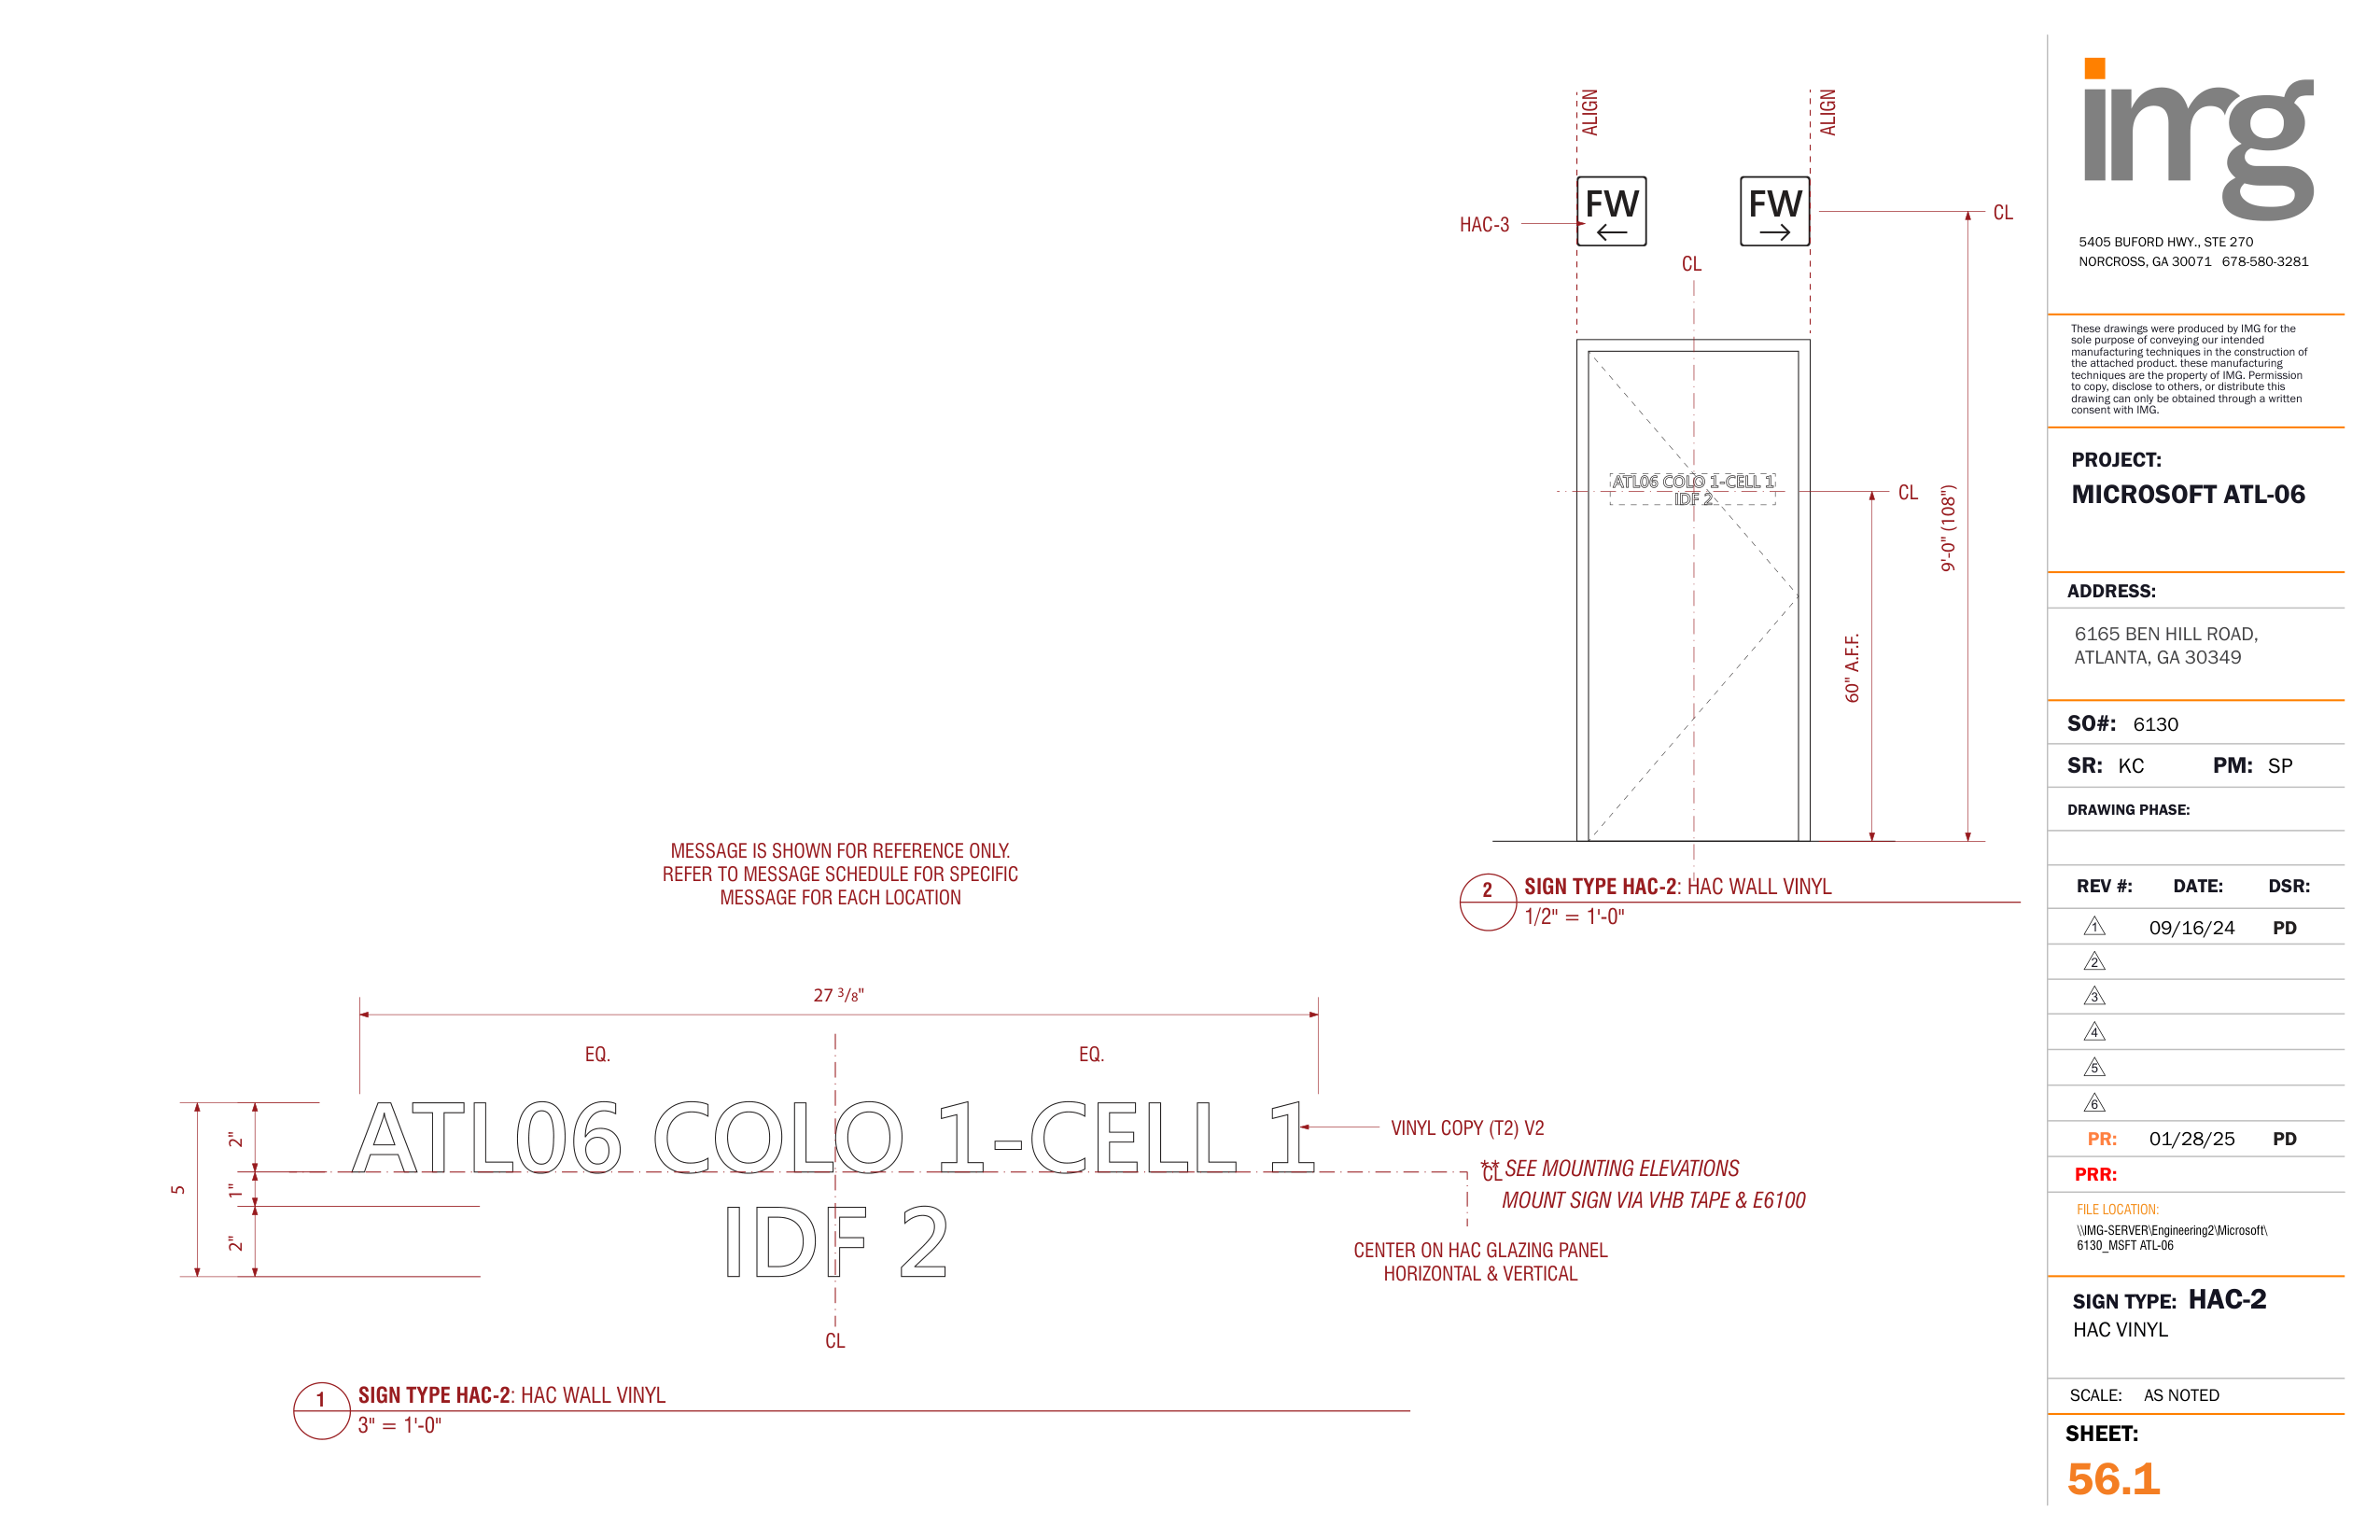 ALIGN
ALIGN
FW
FW
HAC-3
CL
CL
ATL06 COLO 1-CELL 1
IDF 2
CL
9'-0" (108")
60" A.F.F.
2 SIGN TYPE HAC-2: HAC WALL VINYL
1/2" = 1'-0"
MESSAGE IS SHOWN FOR REFERENCE ONLY.
REFER TO MESSAGE SCHEDULE FOR SPECIFIC
MESSAGE FOR EACH LOCATION
27 3/8"
EQ.
EQ.
ATL06 COLO 1-CELL 1
IDF 2
2"
1"
2"
5
VINYL COPY (T2) V2
** SEE MOUNTING ELEVATIONS
CL
MOUNT SIGN VIA VHB TAPE & E6100
CENTER ON HAC GLAZING PANEL
HORIZONTAL & VERTICAL
CL
1 SIGN TYPE HAC-2: HAC WALL VINYL
3" = 1'-0"
img
5405 BUFORD HWY., STE 270
NORCROSS, GA 30071 678-580-3281
These drawings were produced by IMG for the
sole purpose of conveying our intended
manufacturing techniques in the construction of
the attached product. these manufacturing
techniques are the property of IMG. Permission
to copy, disclose to others, or distribute this
drawing can only be obtained through a written
consent with IMG.
PROJECT:
MICROSOFT ATL-06
ADDRESS:
6165 BEN HILL ROAD,
ATLANTA, GA 30349
SO#: 6130
SR: KC PM: SP
DRAWING PHASE:
REV #: DATE: DSR:
1 09/16/24 PD
2
3
4
5
6
PR: 01/28/25 PD
PRR:
FILE LOCATION:
\\IMG-SERVER\Engineering2\Microsoft\
6130_MSFT ATL-06
SIGN TYPE: HAC-2
HAC VINYL
SCALE: AS NOTED
SHEET:
56.1